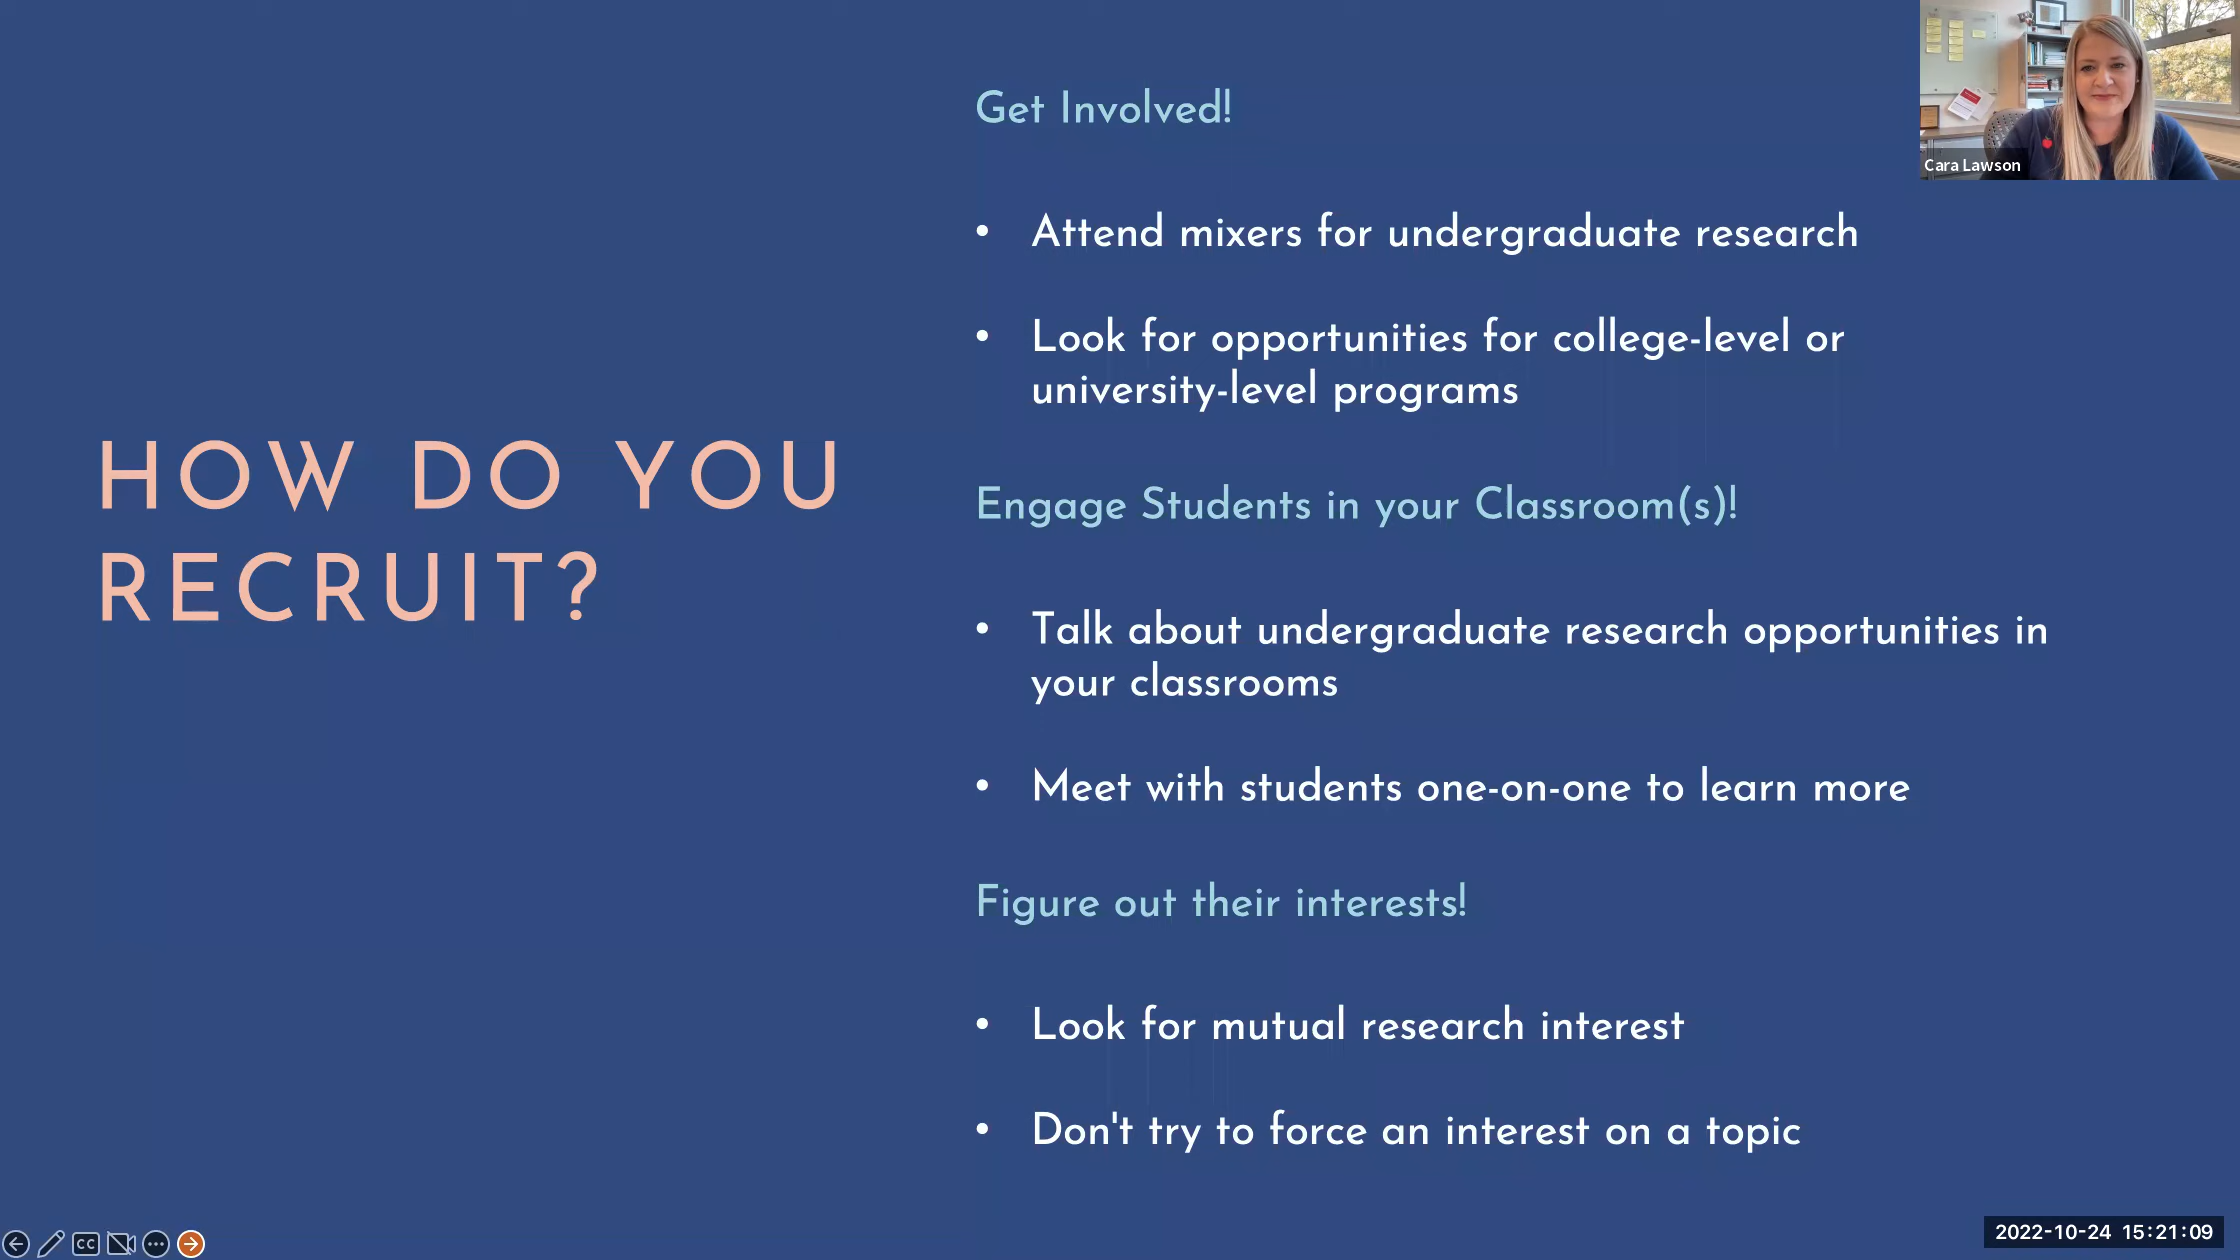 Get Involved!
• Attend mixers for undergraduate research
• Look for opportunities for college-level or
university-level programs
HOW DO YOU
RECRUIT?
Engage Students in your Classroom(s)!
• Talk about undergraduate research opportunities in
your classrooms
• Meet with students one-on-one to learn more
Figure out their interests!
• Look for mutual research interest
• Don't try to force an interest on a topic
Cara Lawson
CC
2022-10-24 15:21:09